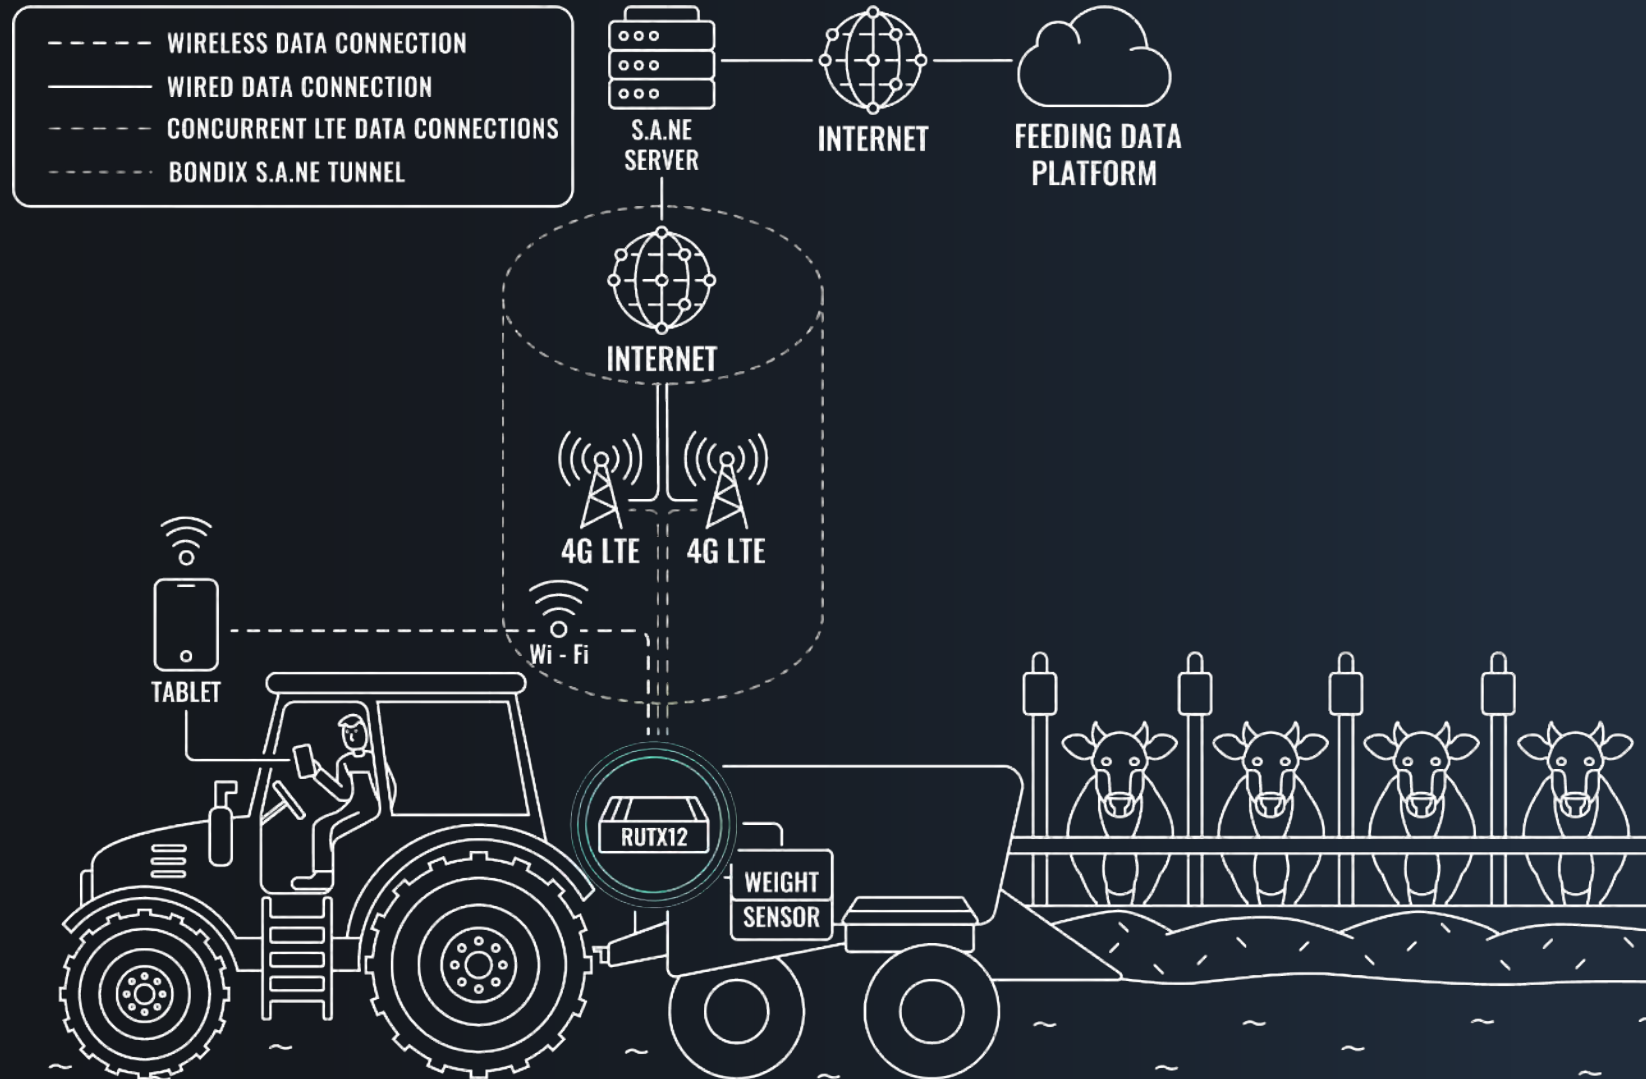 WIRELESS DATA CONNECTION
WIRED DATA CONNECTION
CONCURRENT LTE DATA CONNECTIONS
BONDIX S.A.NE TUNNEL
S.A.NE
SERVER
INTERNET
FEEDING DATA
PLATFORM
INTERNET
4G LTE
4G LTE
Wi - Fi
TABLET
RUTX12
WEIGHT
SENSOR